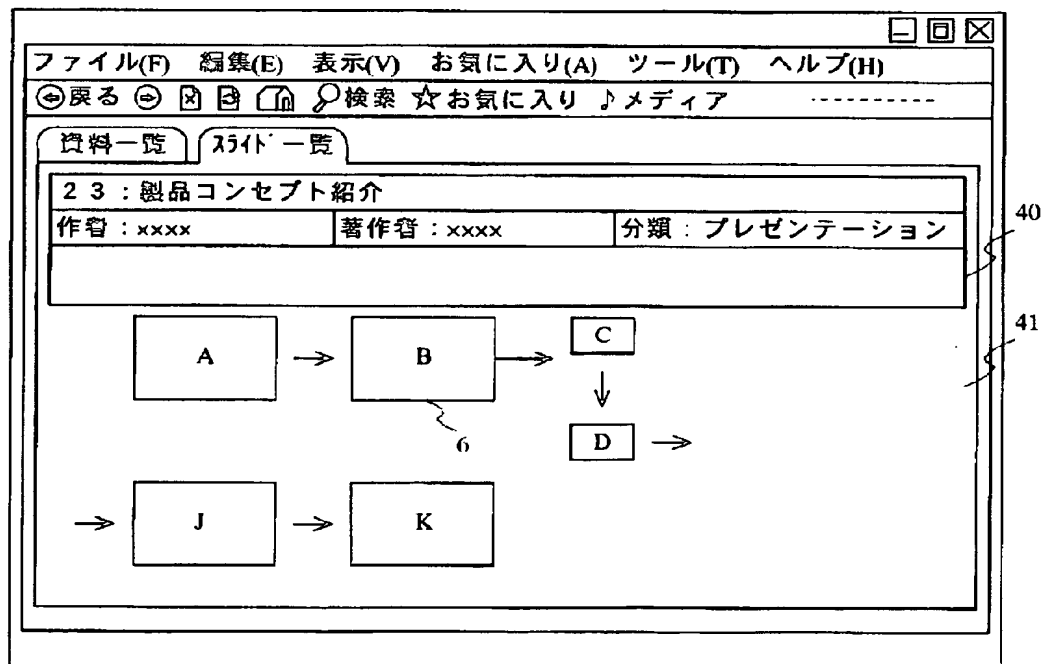 ファイル(F) 編集(E) 表示(V) お気に入り(A) ツール(T) ヘルプ(H)
戻る 検索 ☆お気に入り ♪メディア ----------
資料一覧 スライド一覧
23:製品コンセプト紹介
作者:xxxx 著作者:xxxx 分類:プレゼンテーション
40
41
A → B → C
↓
6
D →
→ J → K